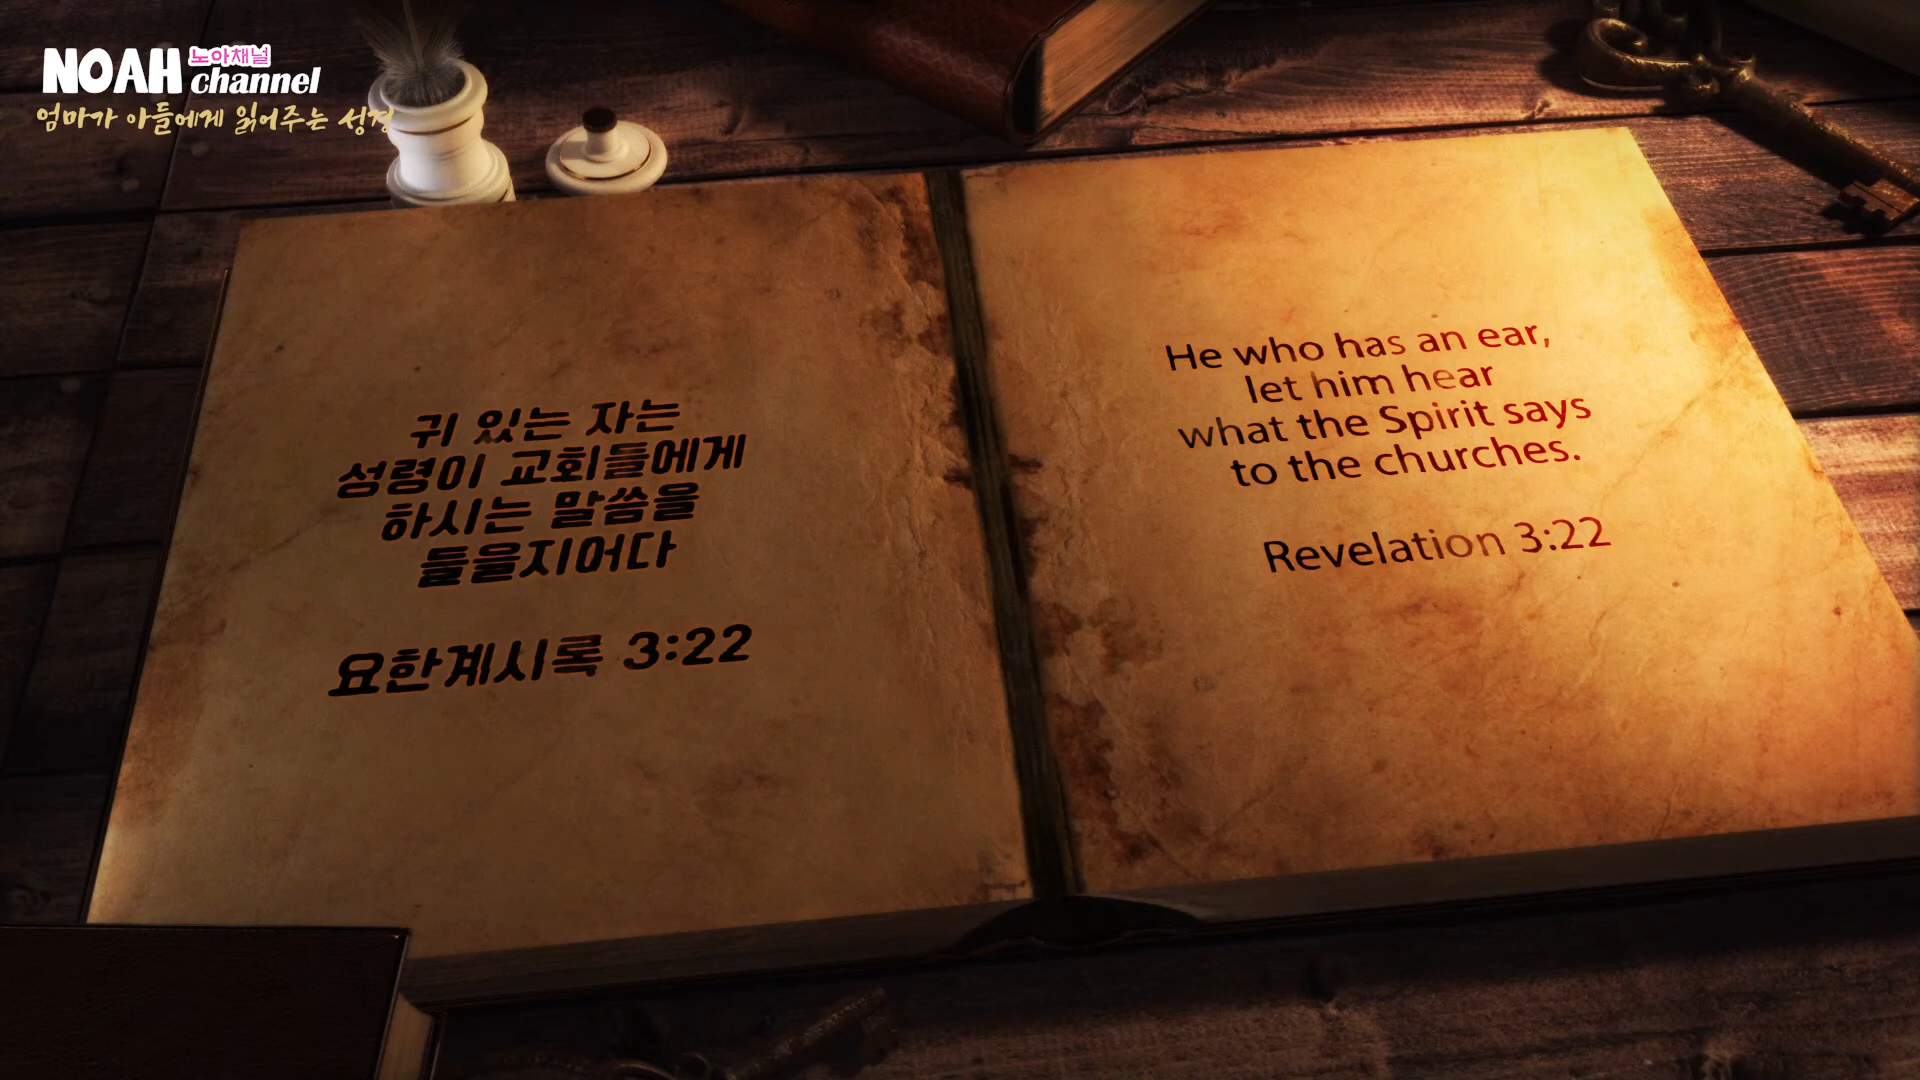 NOAH 노아채널
channel
엄마가 아들에게 읽어주는 성경
귀 있는 자는
성령이 교회들에게
하시는 말씀을
들을지어다
요한계시록 3:22
He who has an ear,
let him hear
what the Spirit says
to the churches.
Revelation 3:22